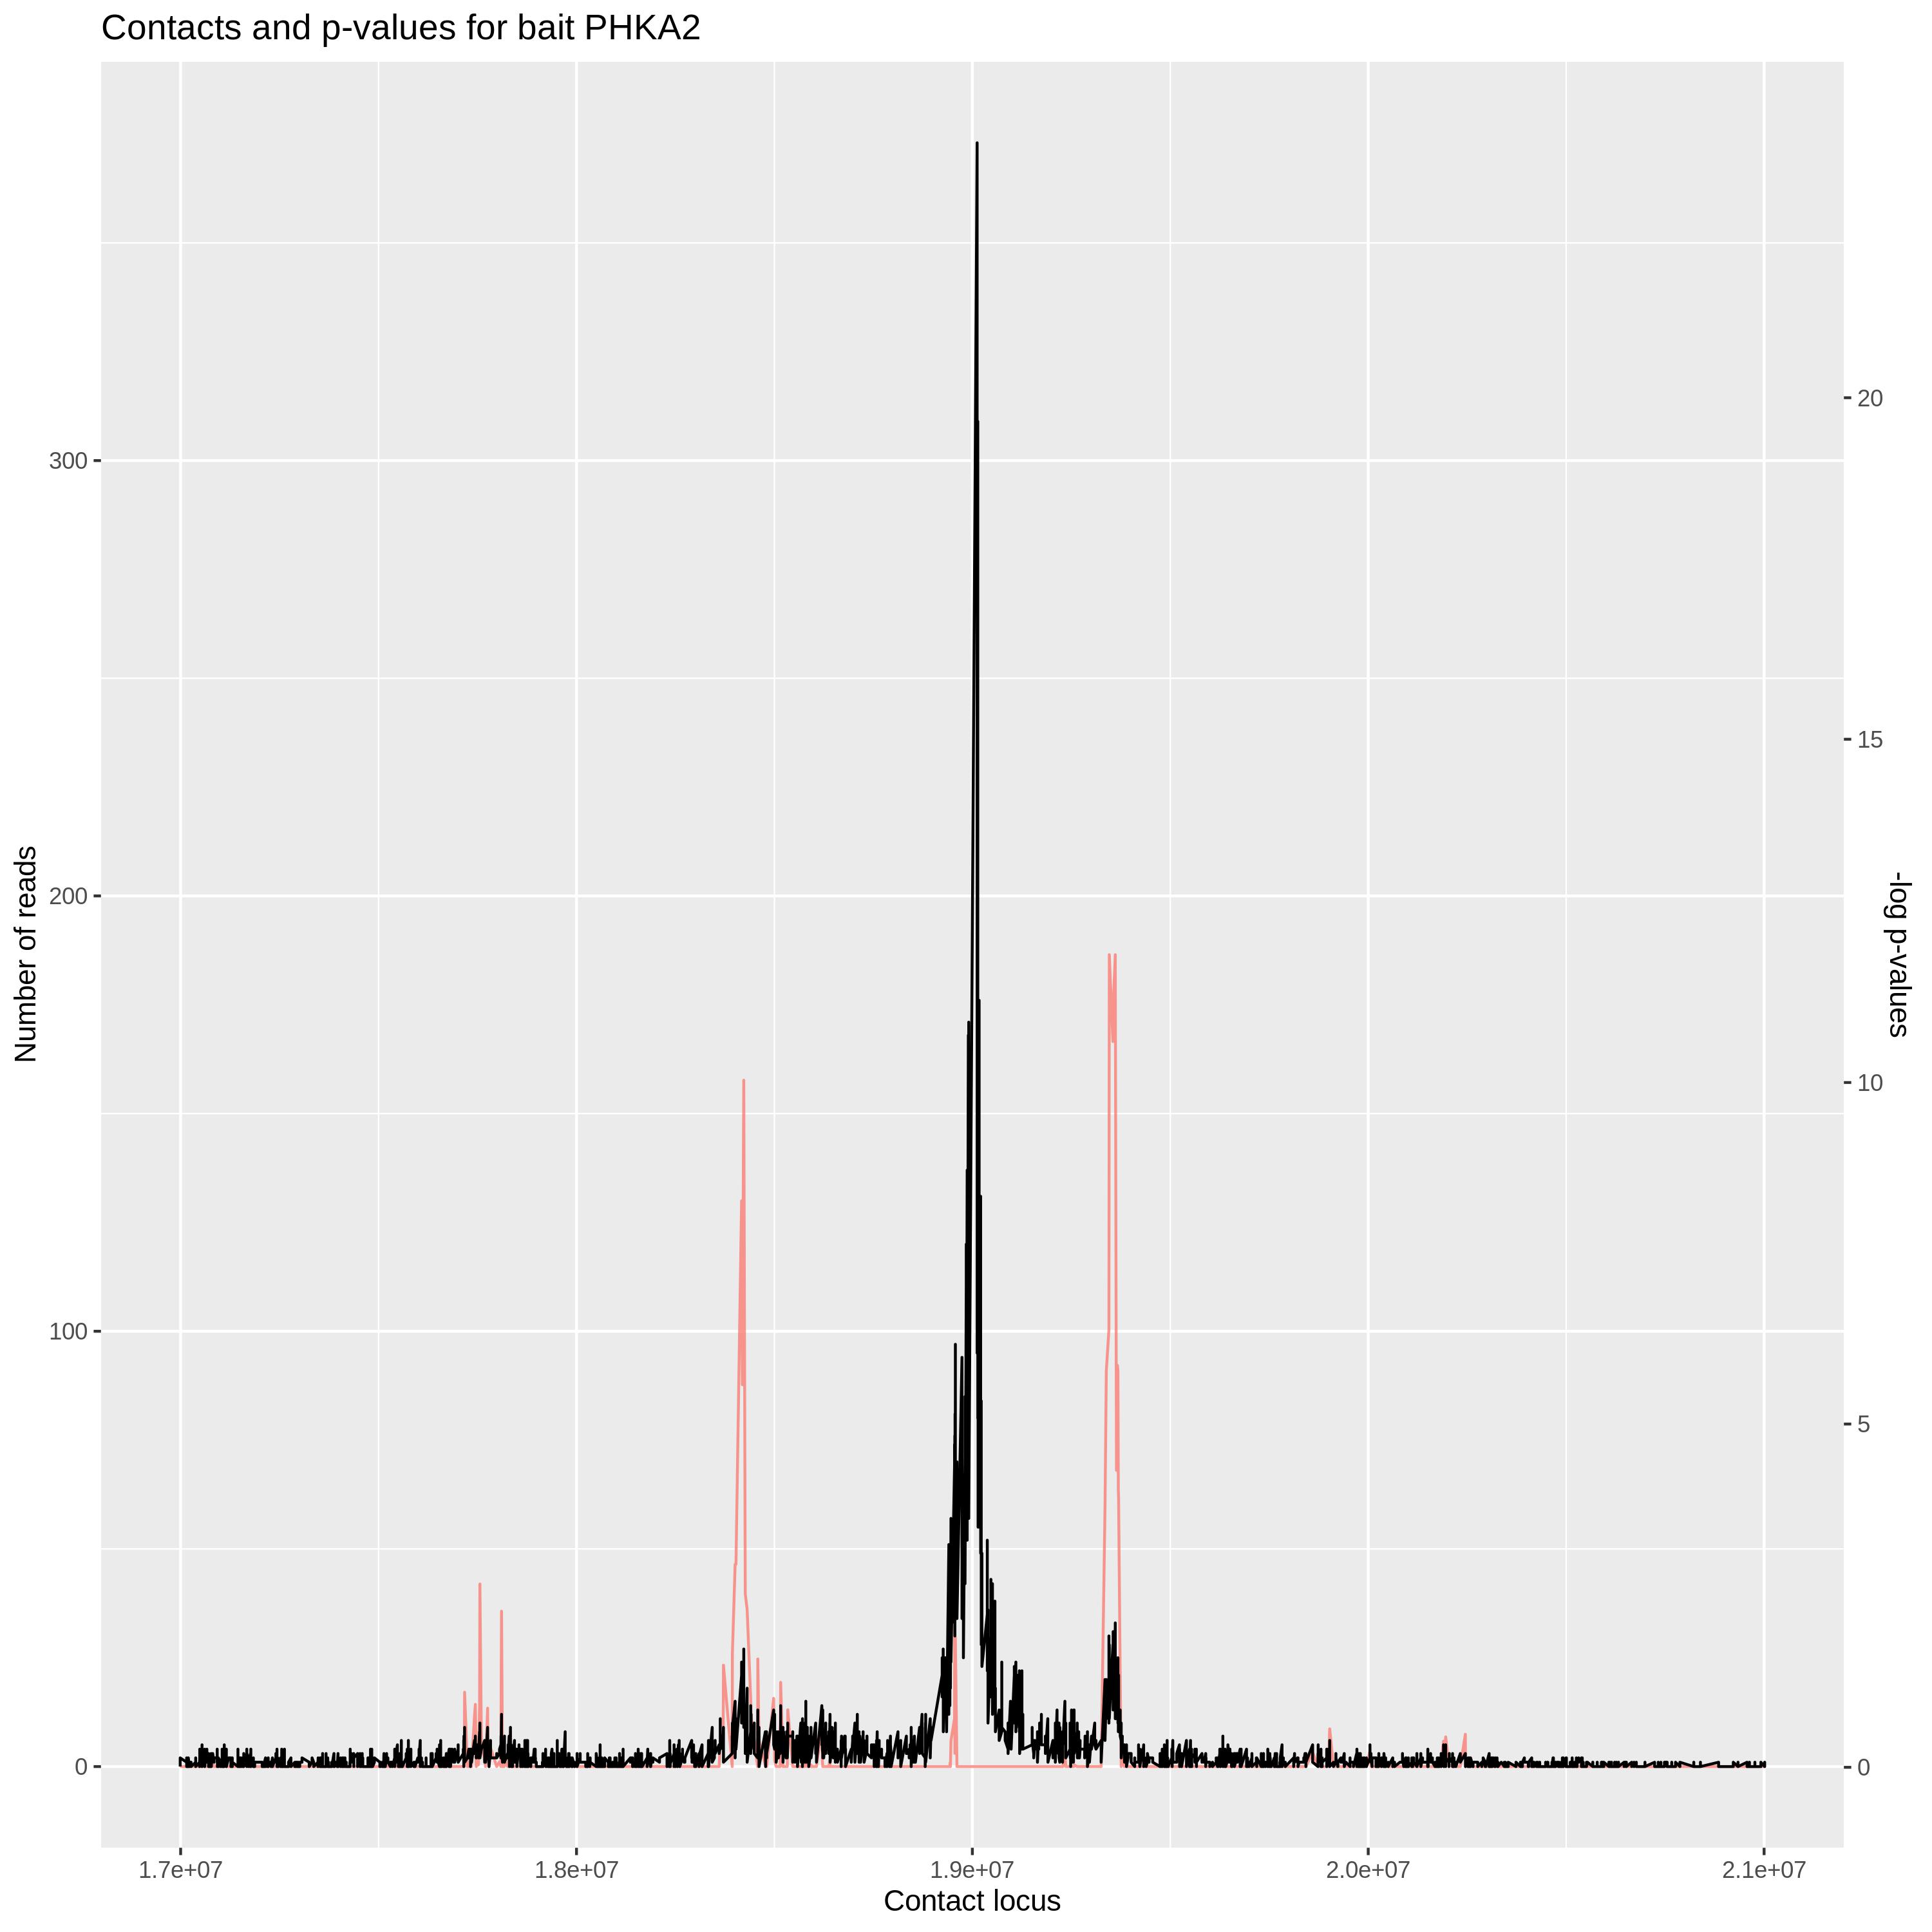 Contacts and p-values for bait PHKA2
Number of reads
300
200
100
0
20
15
10
5
0
-log p-values
1.7e+07 1.8e+07 1.9e+07 2.0e+07 2.1e+07
Contact locus